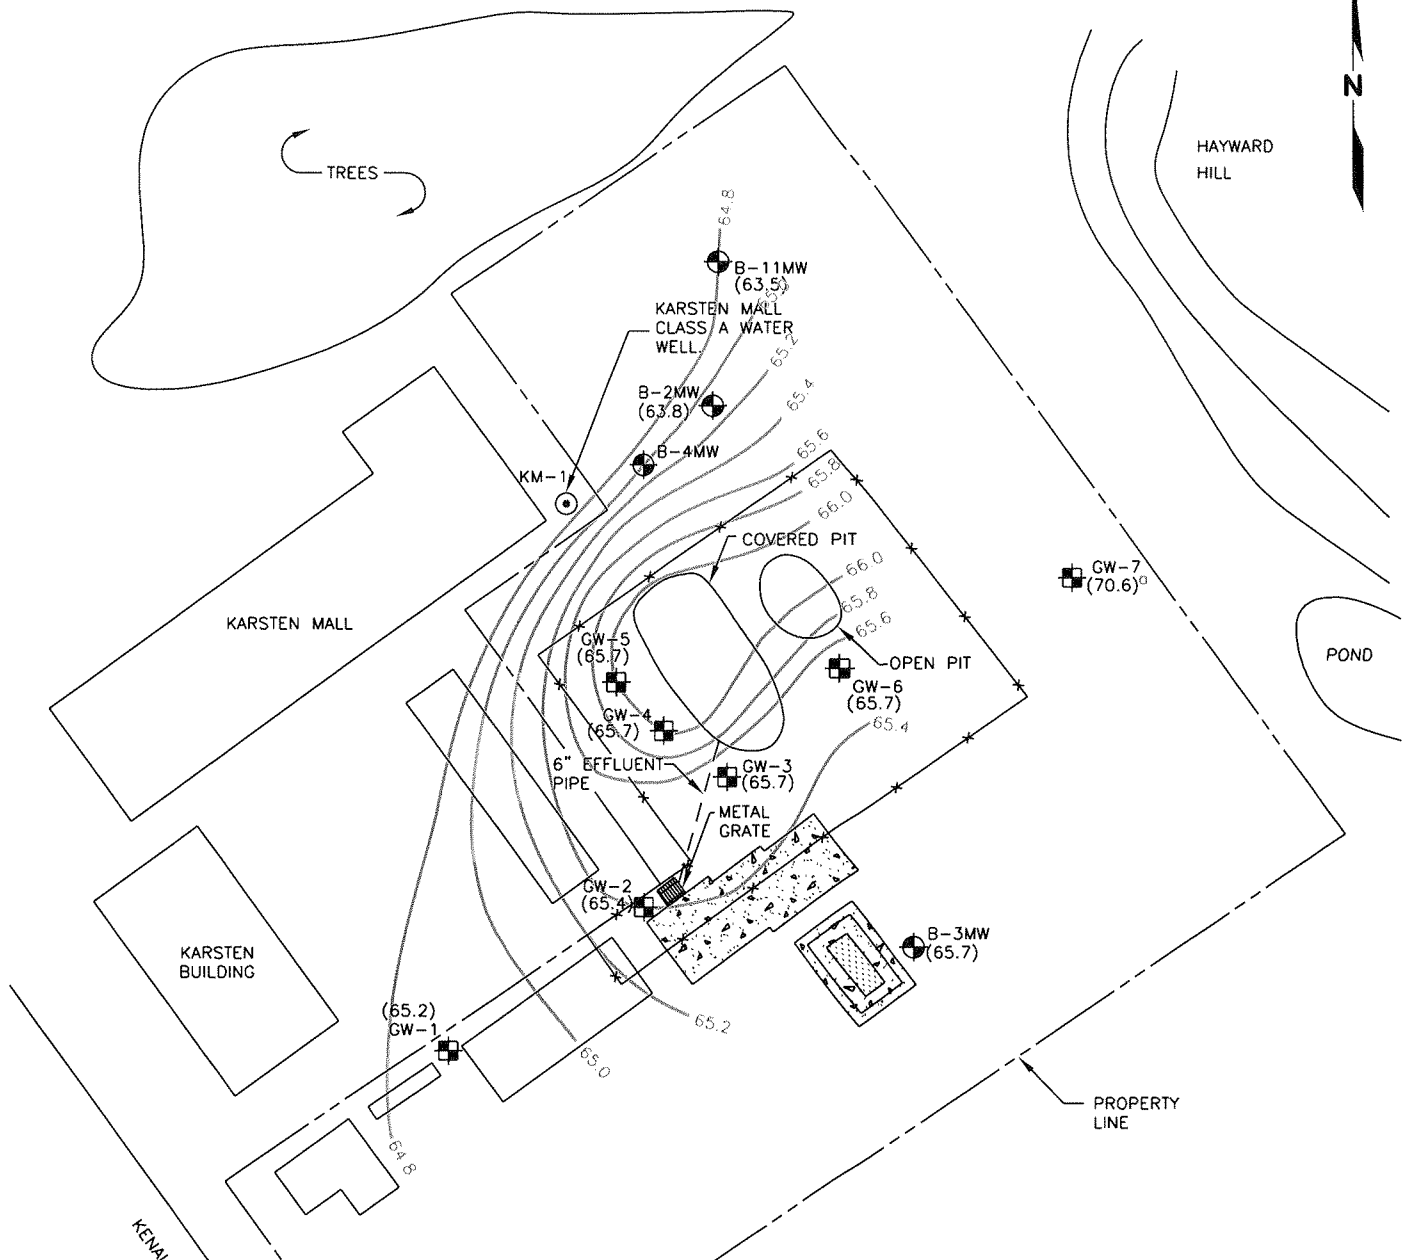 N
HAYWARD
HILL
TREES
64.8
B-11MW
(63.5)
KARSTEN MALL
CLASS A WATER
WELL.
65.2
B-2MW
(63.8)
65.4
B-4MW
65.6
KM-1
65.8
66.0
COVERED PIT
66.0
GW-7
(70.6)a
65.8
65.6
KARSTEN MALL
GW-5
(65.7)
OPEN PIT
POND
GW-6
(65.7)
GW-4
(65.7)
65.4
6" EFFLUENT
PIPE
GW-3
(65.7)
METAL
GRATE
GW-2
(65.4)
B-3MW
(65.7)
KARSTEN
BUILDING
(65.2)
GW-1
65.2
65.0
PROPERTY
LINE
64.8